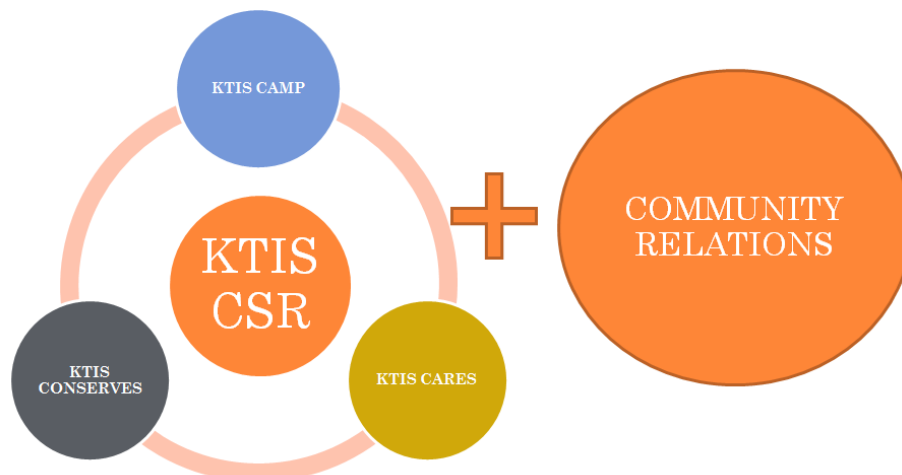 KTIS CAMP
KTIS
CSR
KTIS
CONSERVES
KTIS CARES
COMMUNITY
RELATIONS